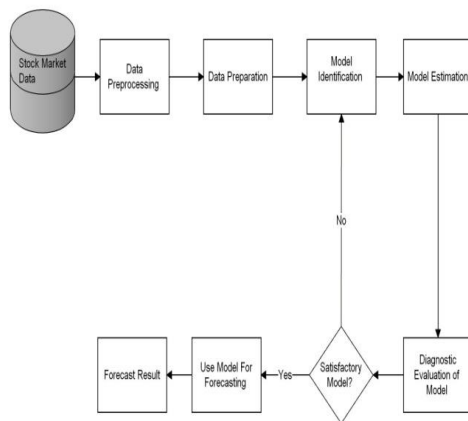 Stock Market
Data
Data
Preprocessing
Data Preparation
Model
Identification
Model Estimation
No
Forecast Result
Use Model For
Forecasting
Yes
Satisfactory
Model?
Diagnostic
Evaluation of
Model